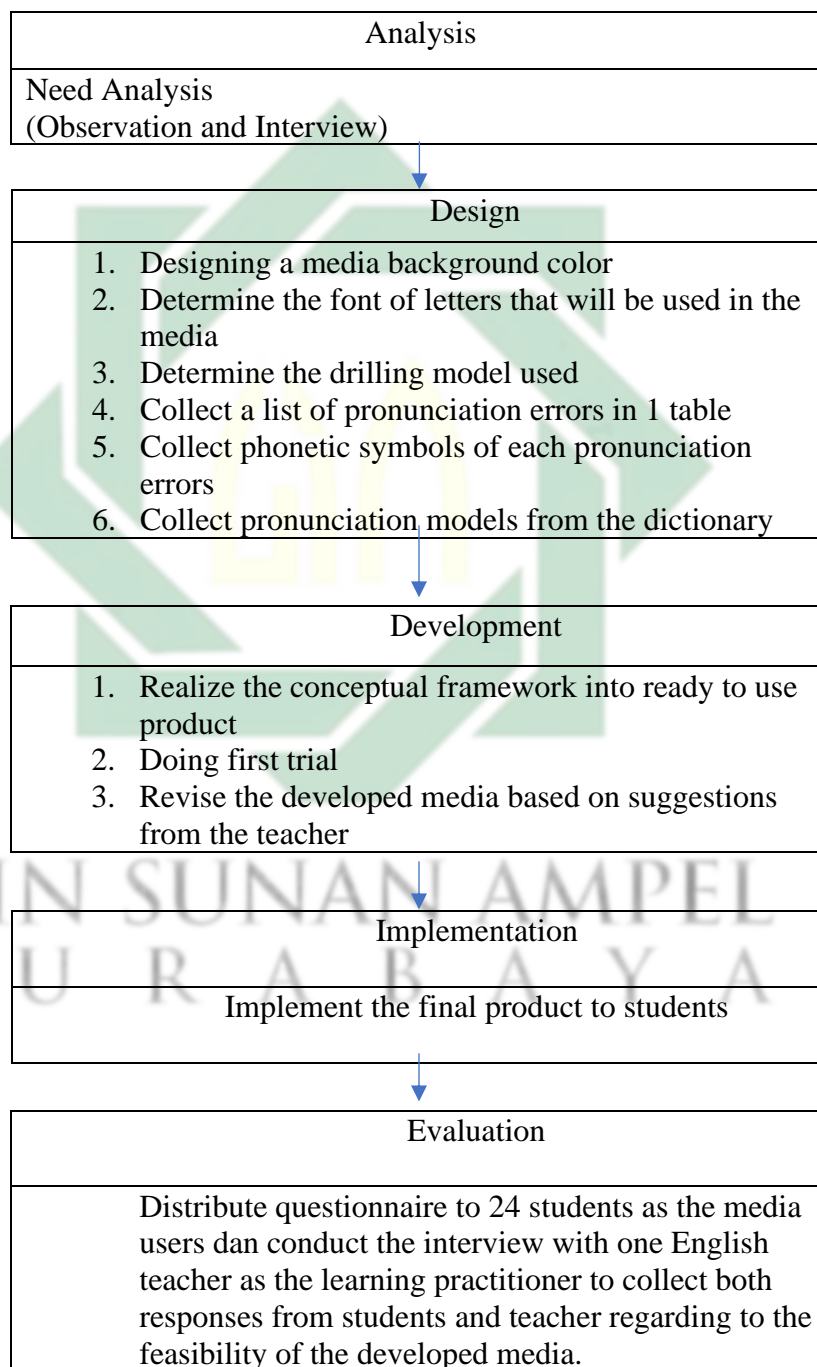 Analysis
Need Analysis
(Observation and Interview)
Design
1. Designing a media background color
2. Determine the font of letters that will be used in the
media
3. Determine the drilling model used
4. Collect a list of pronunciation errors in 1 table
5. Collect phonetic symbols of each pronunciation
errors
6. Collect pronunciation models from the dictionary
Development
1. Realize the conceptual framework into ready to use
product
2. Doing first trial
3. Revise the developed media based on suggestions
from the teacher
N SUNAN AMPEL
Implementation
U R A B A Y A
Implement the final product to students
Evaluation
Distribute questionnaire to 24 students as the media
users dan conduct the interview with one English
teacher as the learning practitioner to collect both
responses from students and teacher regarding to the
feasibility of the developed media.